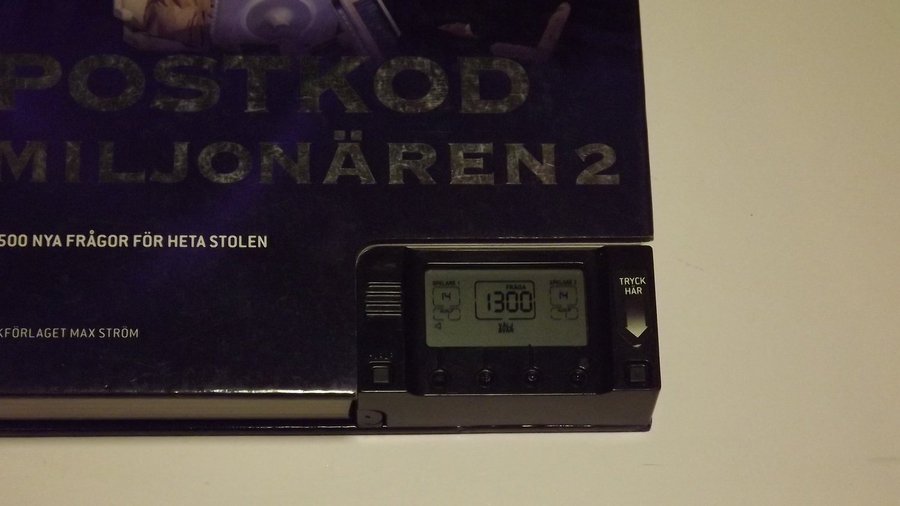 POSTKOD
MILJONÄREN 2
500 NYA FRÅGOR FÖR HETA STOLEN
KFÖRLAGET MAX STRÖM
SPELARE 1
FRÅGA
SPELARE 2
14
1300
14
VÄLJ
TRYCK
HÄR